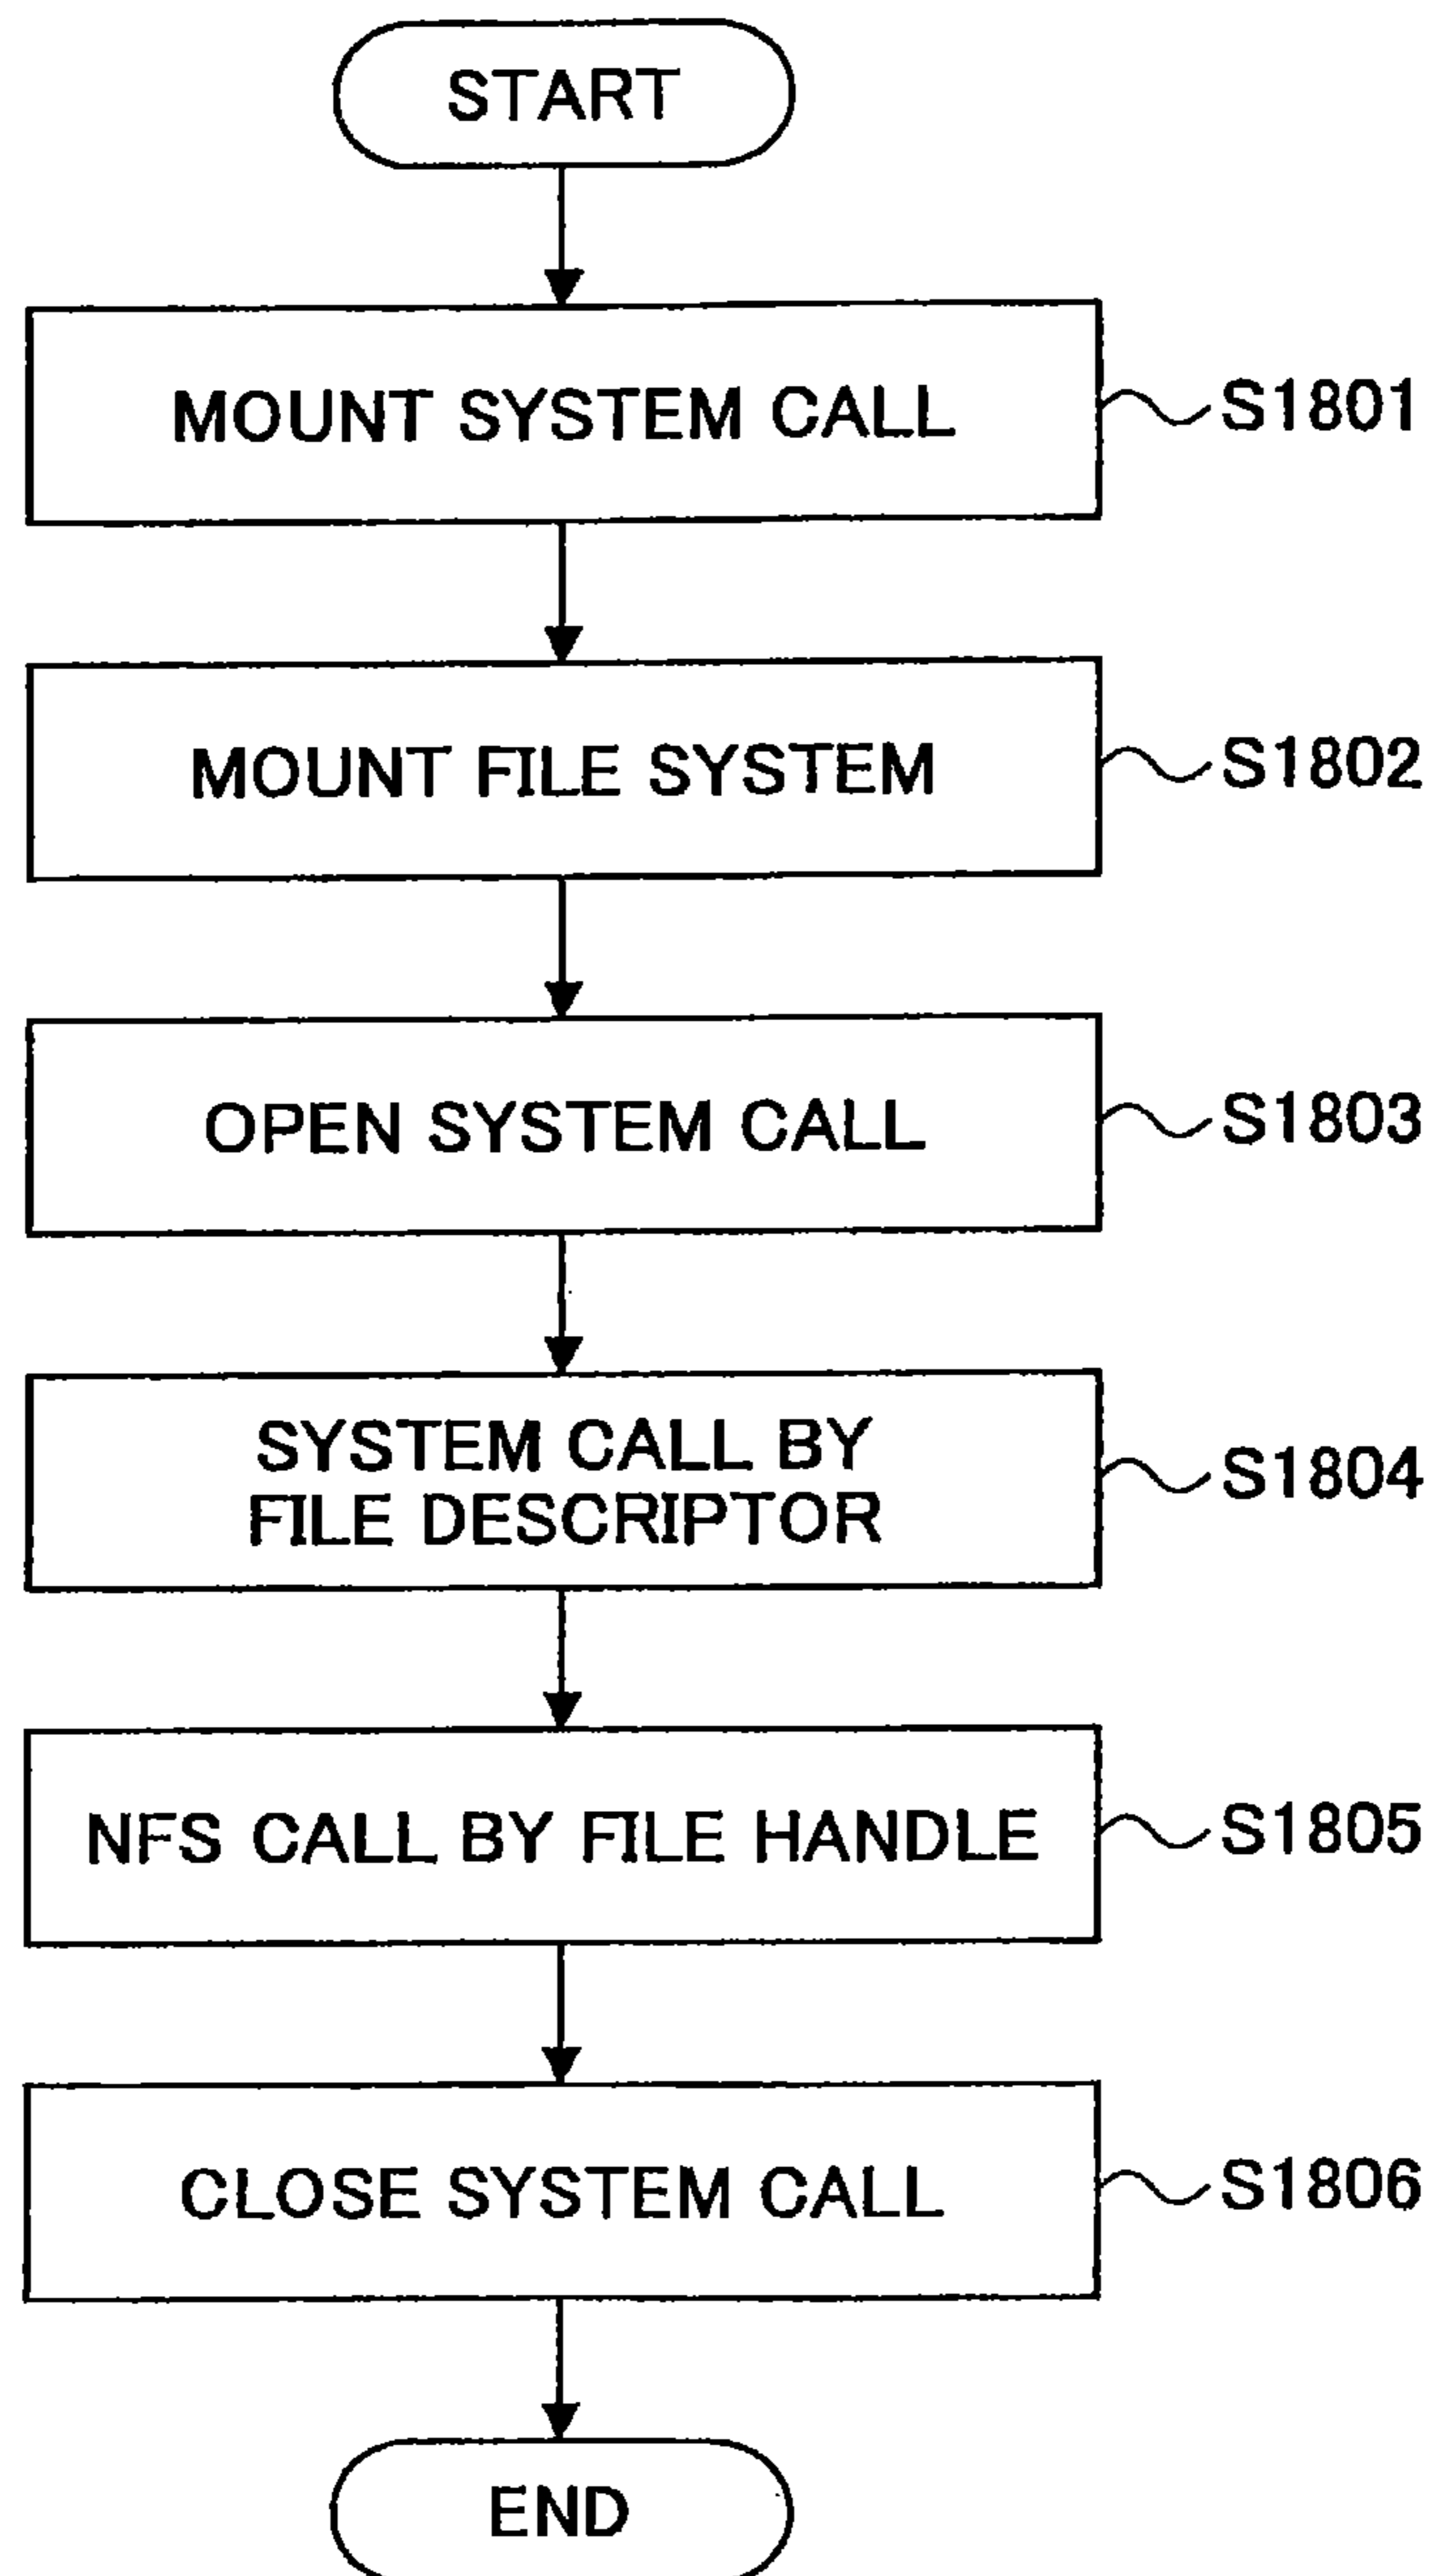 START
MOUNT SYSTEM CALL
S1801
MOUNT FILE SYSTEM
S1802
OPEN SYSTEM CALL
S1803
SYSTEM CALL BY
FILE DESCRIPTOR
S1804
NFS CALL BY FILE HANDLE
S1805
CLOSE SYSTEM CALL
S1806
END